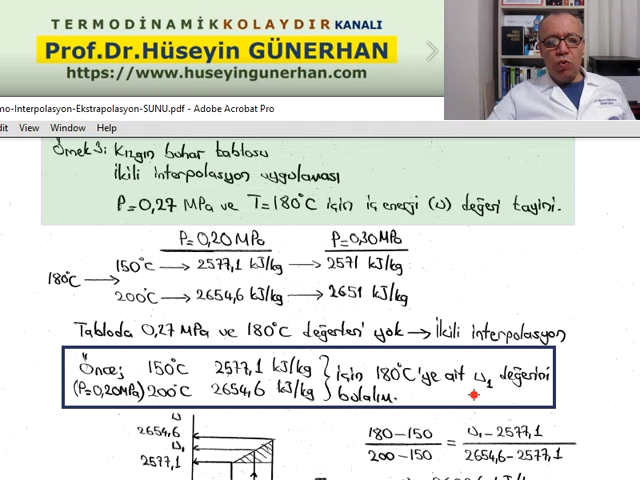 TERMODİNAMİKKOLAYDIR KANALI
Prof.Dr.Hüseyin GÜNERHAN
https://www.huseyingunerhan.com
mo-Interpolasyon-Ekstrapolasyon-SUNU.pdf - Adobe Acrobat Pro
dit View Window Help
Örnek 3: Kızgın buhar tablosu
İkili interpolasyon uygulaması
P=0,27 MPa ve T=180°C için iç enerji (u) değeri tayini.
P=0,20 MPa P=0,30 MPa
180°C → 150°C → 2577,1 kJ/kg → 2571 kJ/kg
200°C → 2654,6 kJ/kg → 2651 kJ/kg
Tabloda 0,27 MPa ve 180°C değerleri yok → İkili interpolasyon
Önce; 150°C 2577,1 kJ/kg } için 180°C'ye ait u₁ değerini
(P=0,20MPa) 200°C 2654,6 kJ/kg } bulalım.
u
2654,6
u₁
2577,1
180-150 / 200-150 = u₁-2577,1 / 2654,6-2577,1